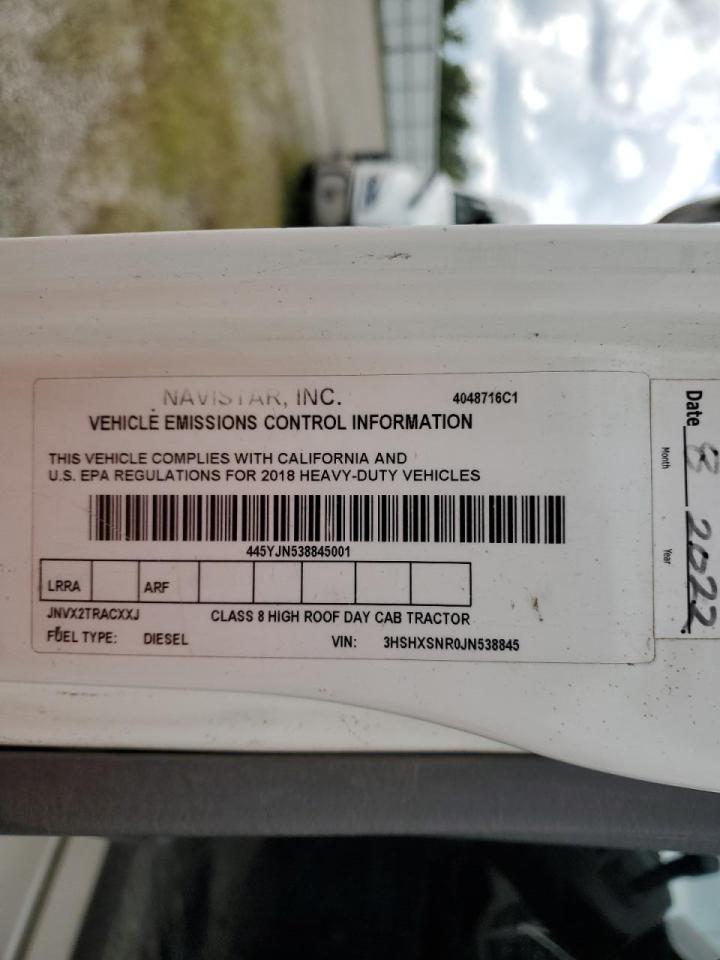 NAVISTAR, INC.
4048716C1
VEHICLE EMISSIONS CONTROL INFORMATION
THIS VEHICLE COMPLIES WITH CALIFORNIA AND
U.S. EPA REGULATIONS FOR 2018 HEAVY-DUTY VEHICLES
445YJN538845001
LRRA ARF
JNVX2TRACXXJ CLASS 8 HIGH ROOF DAY CAB TRACTOR
FUEL TYPE: DIESEL VIN: 3HSHXSNR0JN538845
Date 8 2022
Month Year